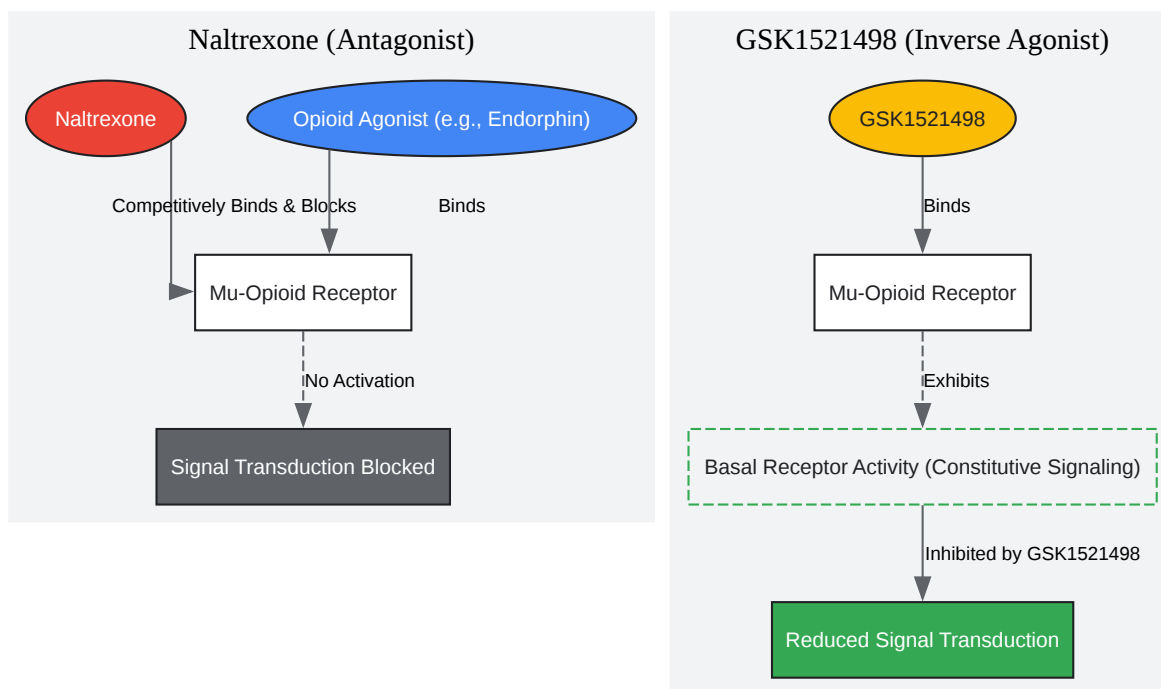 Naltrexone (Antagonist)
Naltrexone
Opioid Agonist (e.g., Endorphin)
Competitively Binds & Blocks
Binds
Mu-Opioid Receptor
No Activation
Signal Transduction Blocked
GSK1521498 (Inverse Agonist)
GSK1521498
Binds
Mu-Opioid Receptor
Exhibits
Basal Receptor Activity (Constitutive Signaling)
Inhibited by GSK1521498
Reduced Signal Transduction